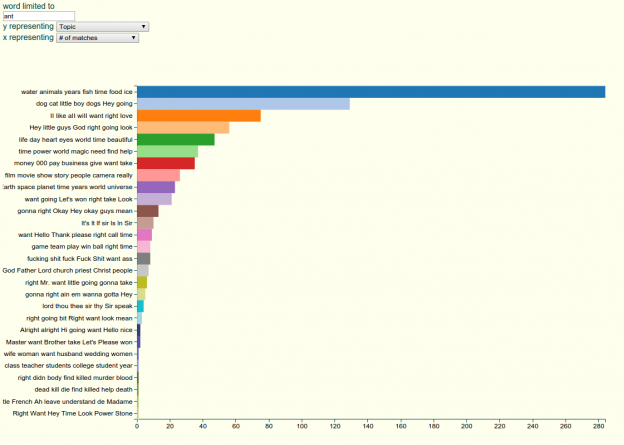 word limited to
ant
y representing Topic
x representing # of matches
water animals years fish time food ice
dog cat little boy dogs Hey going
II like alI wiII want right love
Hey little guys God right going look
life day heart eyes world time beautiful
time power world magic need find help
money 000 pay business give want take
film movie show story people camera really
Earth space planet time years world universe
want going Let's won right take Look
gonna right Okay Hey okay guys mean
It's It If sir Is In Sir
want Hello Thank please right call time
game team play win ball right time
fucking shit fuck Fuck Shit want ass
God Father Lord church priest Christ people
right Mr. want little going gonna take
gonna right ain em wanna gotta Hey
lord thou thee sir thy Sir speak
right going bit Right want look mean
Alright alright Hi going want Hello nice
Master want Brother take Let's Please won
wife woman want husband wedding women
class teacher students college student year
right didn body find killed murder blood
dead kill die find killed help death
tle French Ah leave understand de Madame
Right Want Hey Time Look Power Stone
0 20 40 60 80 100 120 140 160 180 200 220 240 260 280